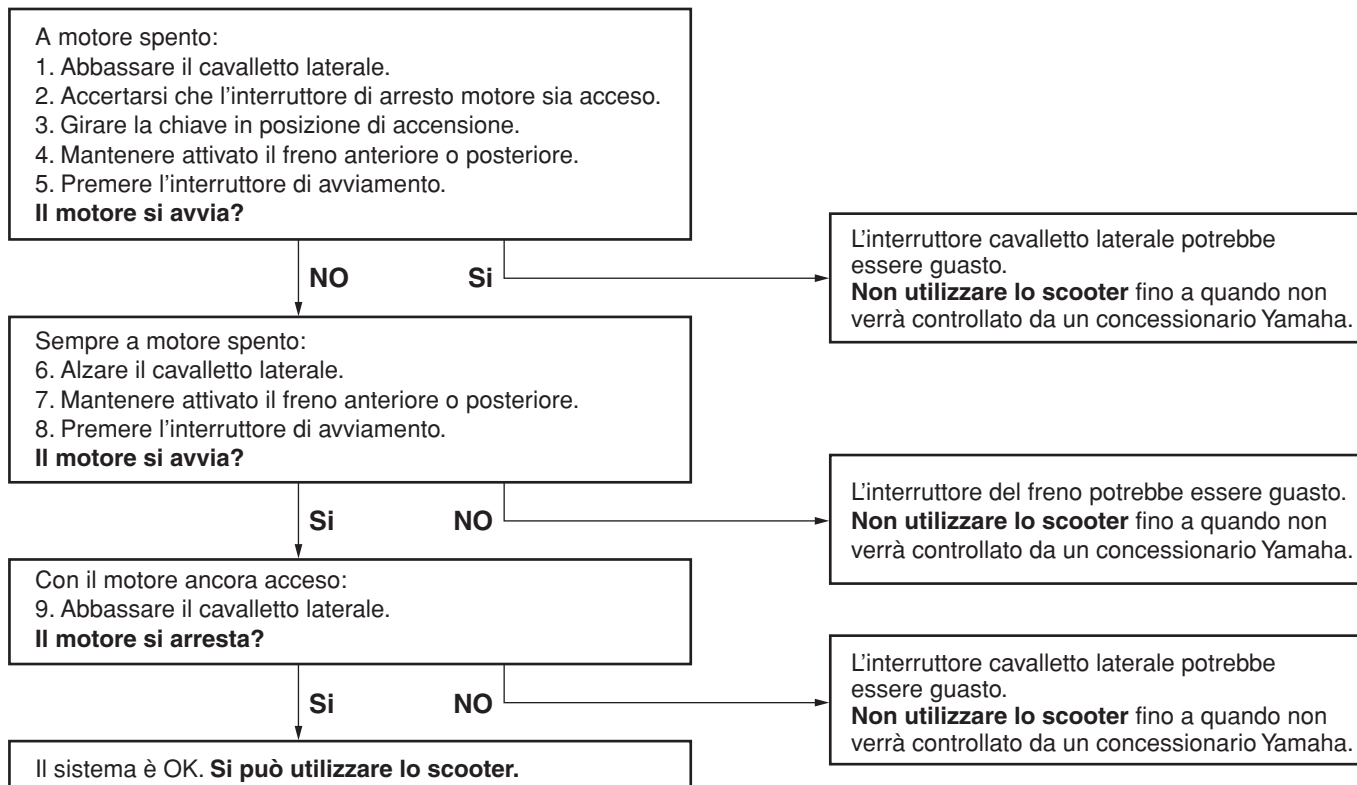 A motore spento:
1. Abbassare il cavalletto laterale.
2. Accertarsi che l'interruttore di arresto motore sia acceso.
3. Girare la chiave in posizione di accensione.
4. Mantenere attivato il freno anteriore o posteriore.
5. Premere l'interruttore di avviamento.
Il motore si avvia?
NO
Si
L'interruttore cavalletto laterale potrebbe
essere guasto.
Non utilizzare lo scooter fino a quando non
verrà controllato da un concessionario Yamaha.
Sempre a motore spento:
6. Alzare il cavalletto laterale.
7. Mantenere attivato il freno anteriore o posteriore.
8. Premere l'interruttore di avviamento.
Il motore si avvia?
Si
NO
L'interruttore del freno potrebbe essere guasto.
Non utilizzare lo scooter fino a quando non
verrà controllato da un concessionario Yamaha.
Con il motore ancora acceso:
9. Abbassare il cavalletto laterale.
Il motore si arresta?
Si
NO
L'interruttore cavalletto laterale potrebbe
essere guasto.
Non utilizzare lo scooter fino a quando non
verrà controllato da un concessionario Yamaha.
Il sistema è OK. Si può utilizzare lo scooter.